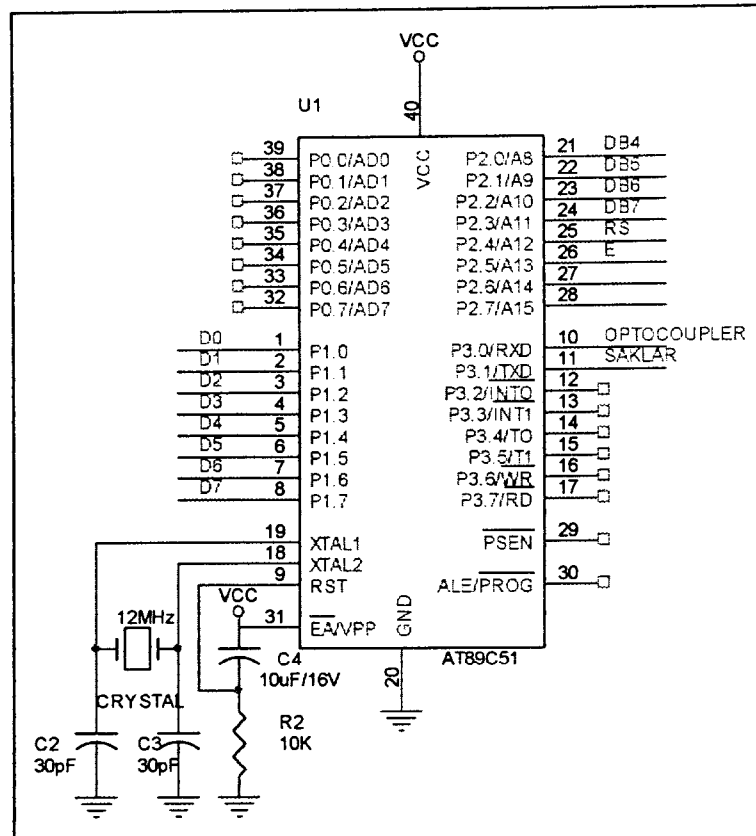 VCC
U1
40
VCC
39 P0.0/AD0
38 P0.1/AD1
37 P0.2/AD2
36 P0.3/AD3
35 P0.4/AD4
34 P0.5/AD5
33 P0.6/AD6
32 P0.7/AD7
P2.0/A8 21 DB4
P2.1/A9 22 DB5
P2.2/A10 23 DB6
P2.3/A11 24 DB7
P2.4/A12 25 RS
P2.5/A13 26 E
P2.6/A14 27
P2.7/A15 28
D0 1 P1.0
D1 2 P1.1
D2 3 P1.2
D3 4 P1.3
D4 5 P1.4
D5 6 P1.5
D6 7 P1.6
D7 8 P1.7
P3.0/RXD 10 OPTOCOUPLER
P3.1/TXD 11 SAKLAR
P3.2/INT0 12
P3.3/INT1 13
P3.4/T0 14
P3.5/T1 15
P3.6/WR 16
P3.7/RD 17
19 XTAL1
18 XTAL2
9 RST
PSEN 29
ALE/PROG 30
VCC
31 EA/VPP
GND
20
AT89C51
12MHz
CRYSTAL
C4
10uF/16V
C2
30pF
C3
30pF
R2
10K